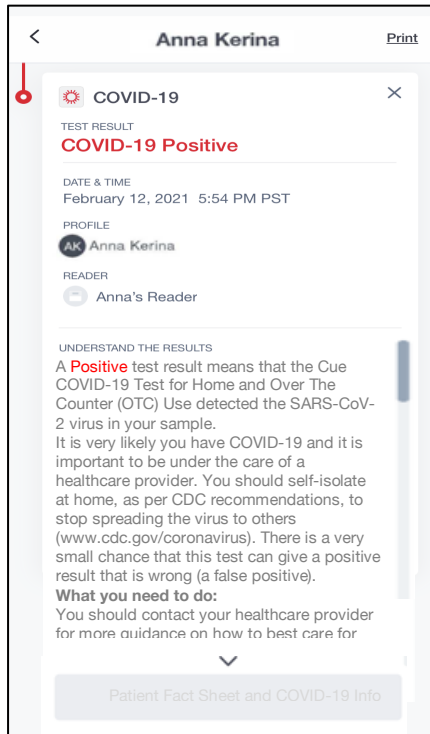 Anna Kerina
Print
COVID-19
TEST RESULT
COVID-19 Positive
DATE & TIME
February 12, 2021 5:54 PM PST
PROFILE
AK Anna Kerina
READER
Anna's Reader
UNDERSTAND THE RESULTS
A Positive test result means that the Cue
COVID-19 Test for Home and Over The
Counter (OTC) Use detected the SARS-CoV-
2 virus in your sample.
It is very likely you have COVID-19 and it is
important to be under the care of a
healthcare provider. You should self-isolate
at home, as per CDC recommendations, to
stop spreading the virus to others
(www.cdc.gov/coronavirus). There is a very
small chance that this test can give a positive
result that is wrong (a false positive).
What you need to do:
You should contact your healthcare provider
for more guidance on how to best care for
Patient Fact Sheet and COVID-19 Info